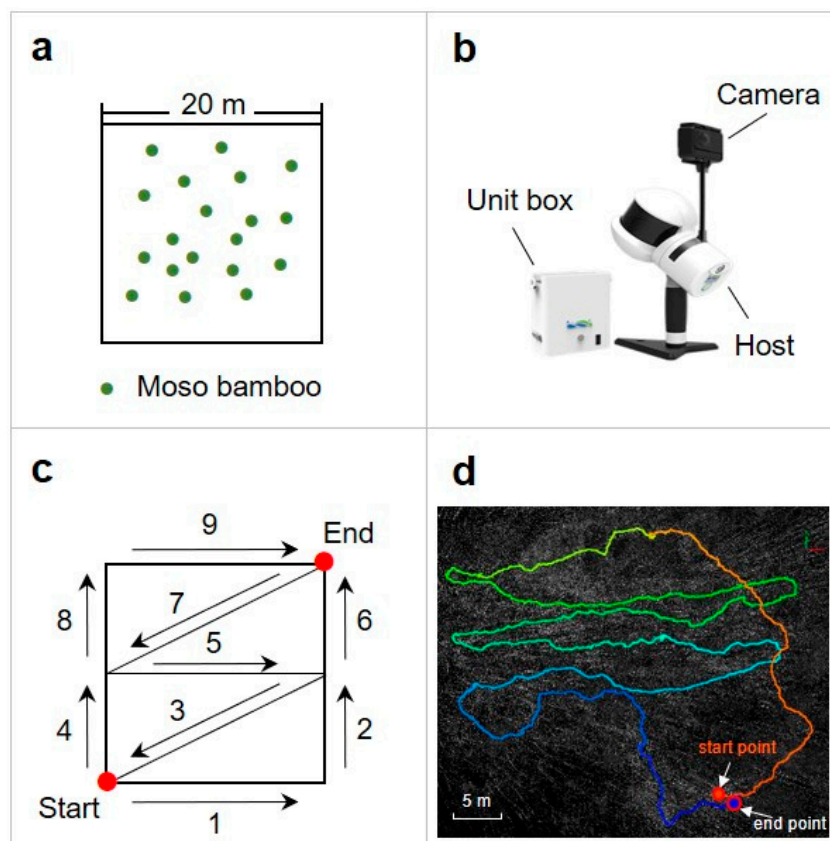 a
20 m
Moso bamboo
b
Camera
Unit box
Host
c
9
End
8
7
6
5
4
3
2
Start
1
d
start point
5 m
end point